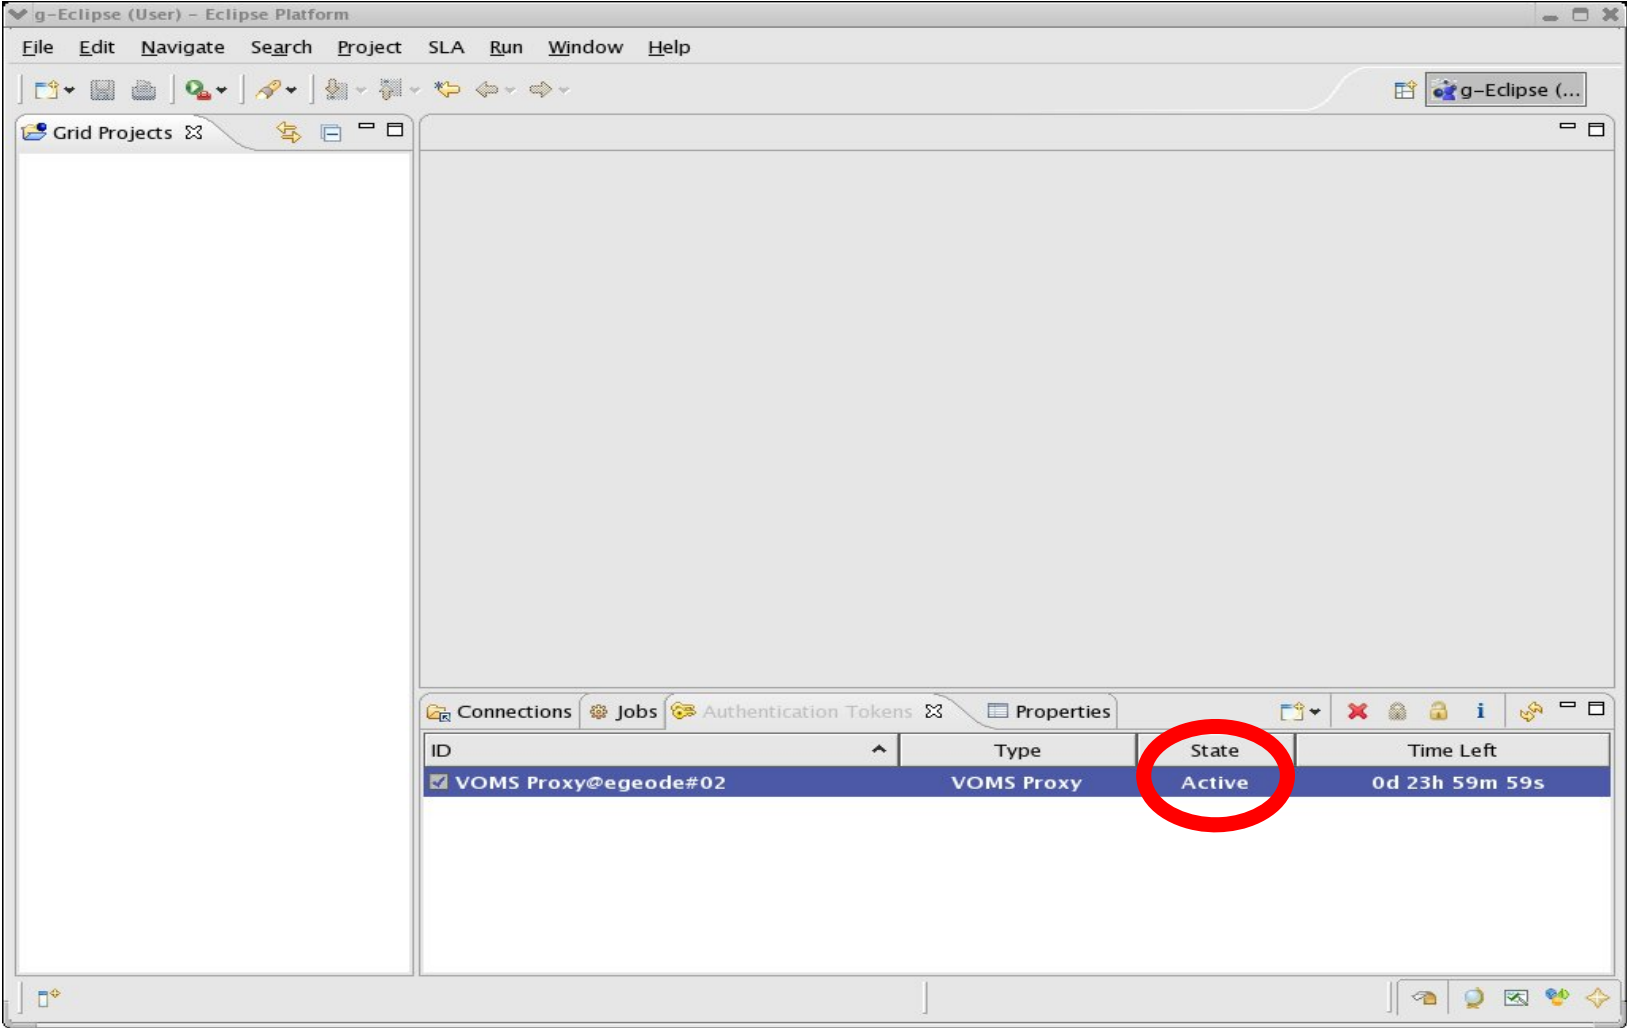 g-Eclipse (User) – Eclipse Platform
File Edit Navigate Search Project SLA Run Window Help
g-Eclipse (...
Grid Projects
Connections Jobs Authentication Tokens Properties
ID Type State Time Left
VOMS Proxy@egeode#02 VOMS Proxy Active 0d 23h 59m 59s